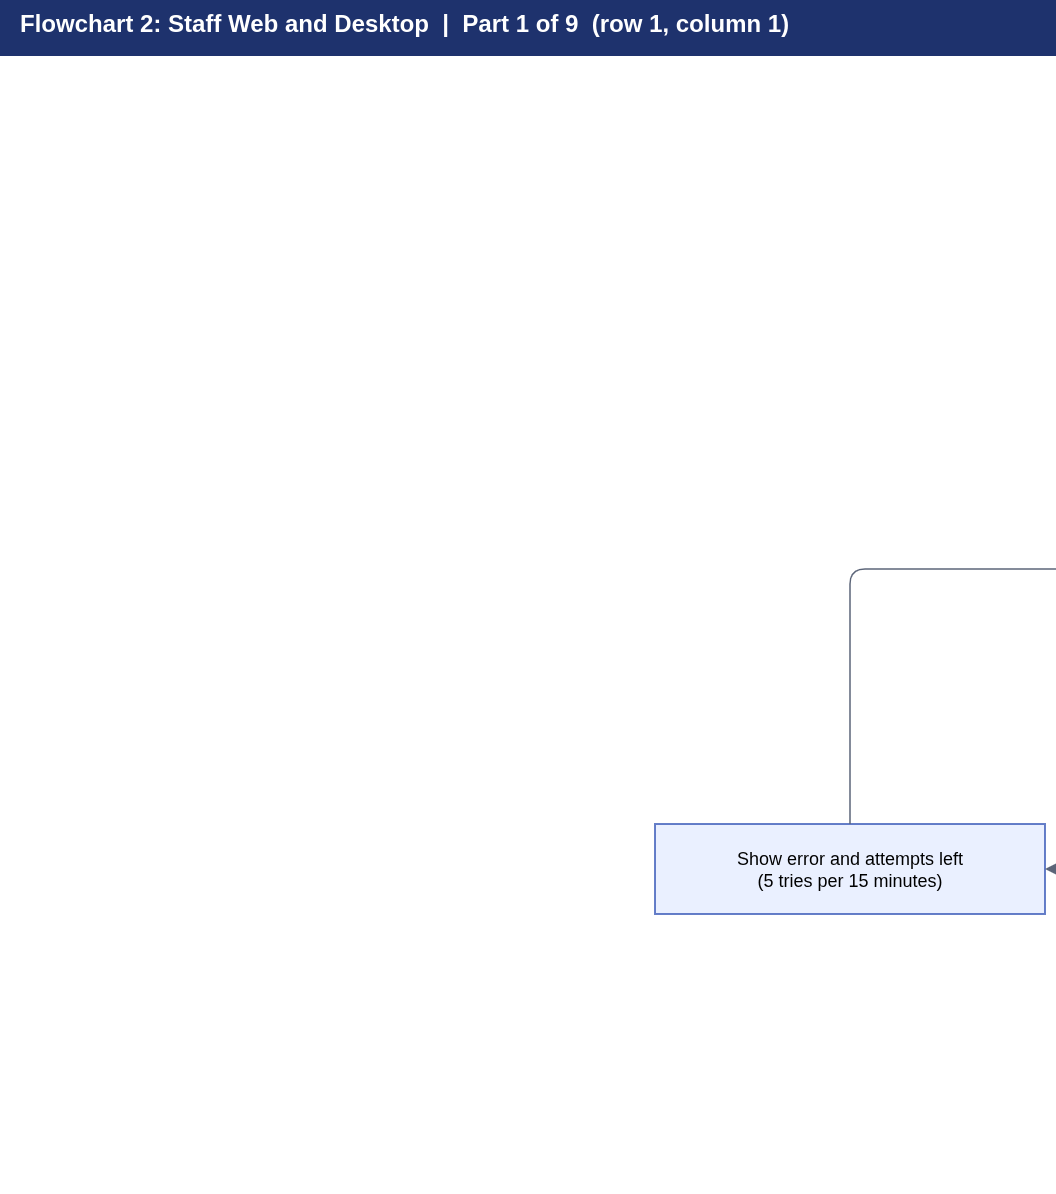 Flowchart 2: Staff Web and Desktop | Part 1 of 9 (row 1, column 1)
Show error and attempts left
(5 tries per 15 minutes)